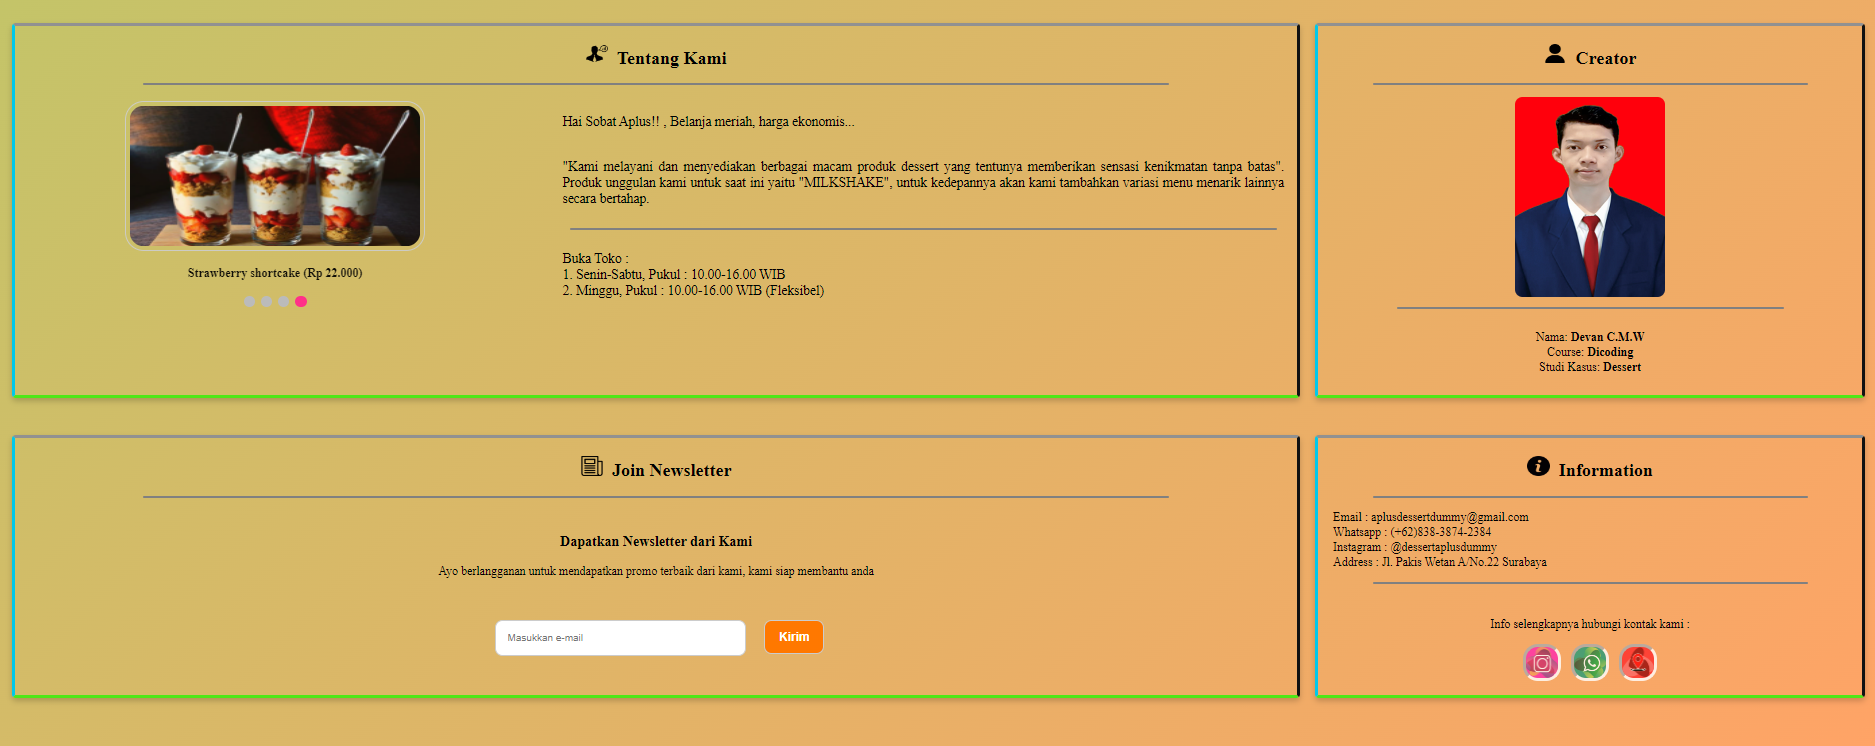 Tentang Kami
Strawberry shortcake (Rp 22.000)
Hai Sobat Aplus!! , Belanja meriah, harga ekonomis...
"Kami melayani dan menyediakan berbagai macam produk dessert yang tentunya memberikan sensasi kenikmatan tanpa batas".
Produk unggulan kami untuk saat ini yaitu "MILKSHAKE", untuk kedepannya akan kami tambahkan variasi menu menarik lainnya
secara bertahap.
Buka Toko :
1. Senin-Sabtu, Pukul : 10.00-16.00 WIB
2. Minggu, Pukul : 10.00-16.00 WIB (Fleksibel)
Creator
Nama: Devan C.M.W
Course: Dicoding
Studi Kasus: Dessert
Join Newsletter
Dapatkan Newsletter dari Kami
Ayo berlangganan untuk mendapatkan promo terbaik dari kami, kami siap membantu anda
Masukkan e-mail
Kirim
Information
Email : aplusdessertdummy@gmail.com
Whatsapp : (+62)838-3874-2384
Instagram : @dessertaplusdummy
Address : Jl. Pakis Wetan A/No.22 Surabaya
Info selengkapnya hubungi kontak kami :